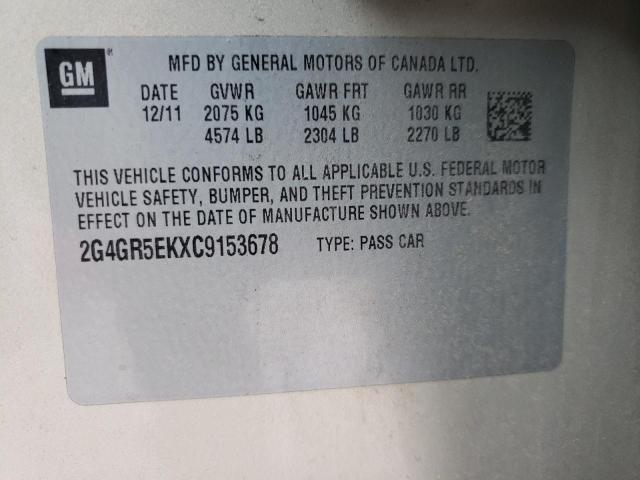 GM
MFD BY GENERAL MOTORS OF CANADA LTD.
DATE GVWR GAWR FRT GAWR RR
12/11 2075 KG 1045 KG 1030 KG
4574 LB 2304 LB 2270 LB
THIS VEHICLE CONFORMS TO ALL APPLICABLE U.S. FEDERAL MOTOR
VEHICLE SAFETY, BUMPER, AND THEFT PREVENTION STANDARDS IN
EFFECT ON THE DATE OF MANUFACTURE SHOWN ABOVE.
2G4GR5EKXC9153678 TYPE: PASS CAR